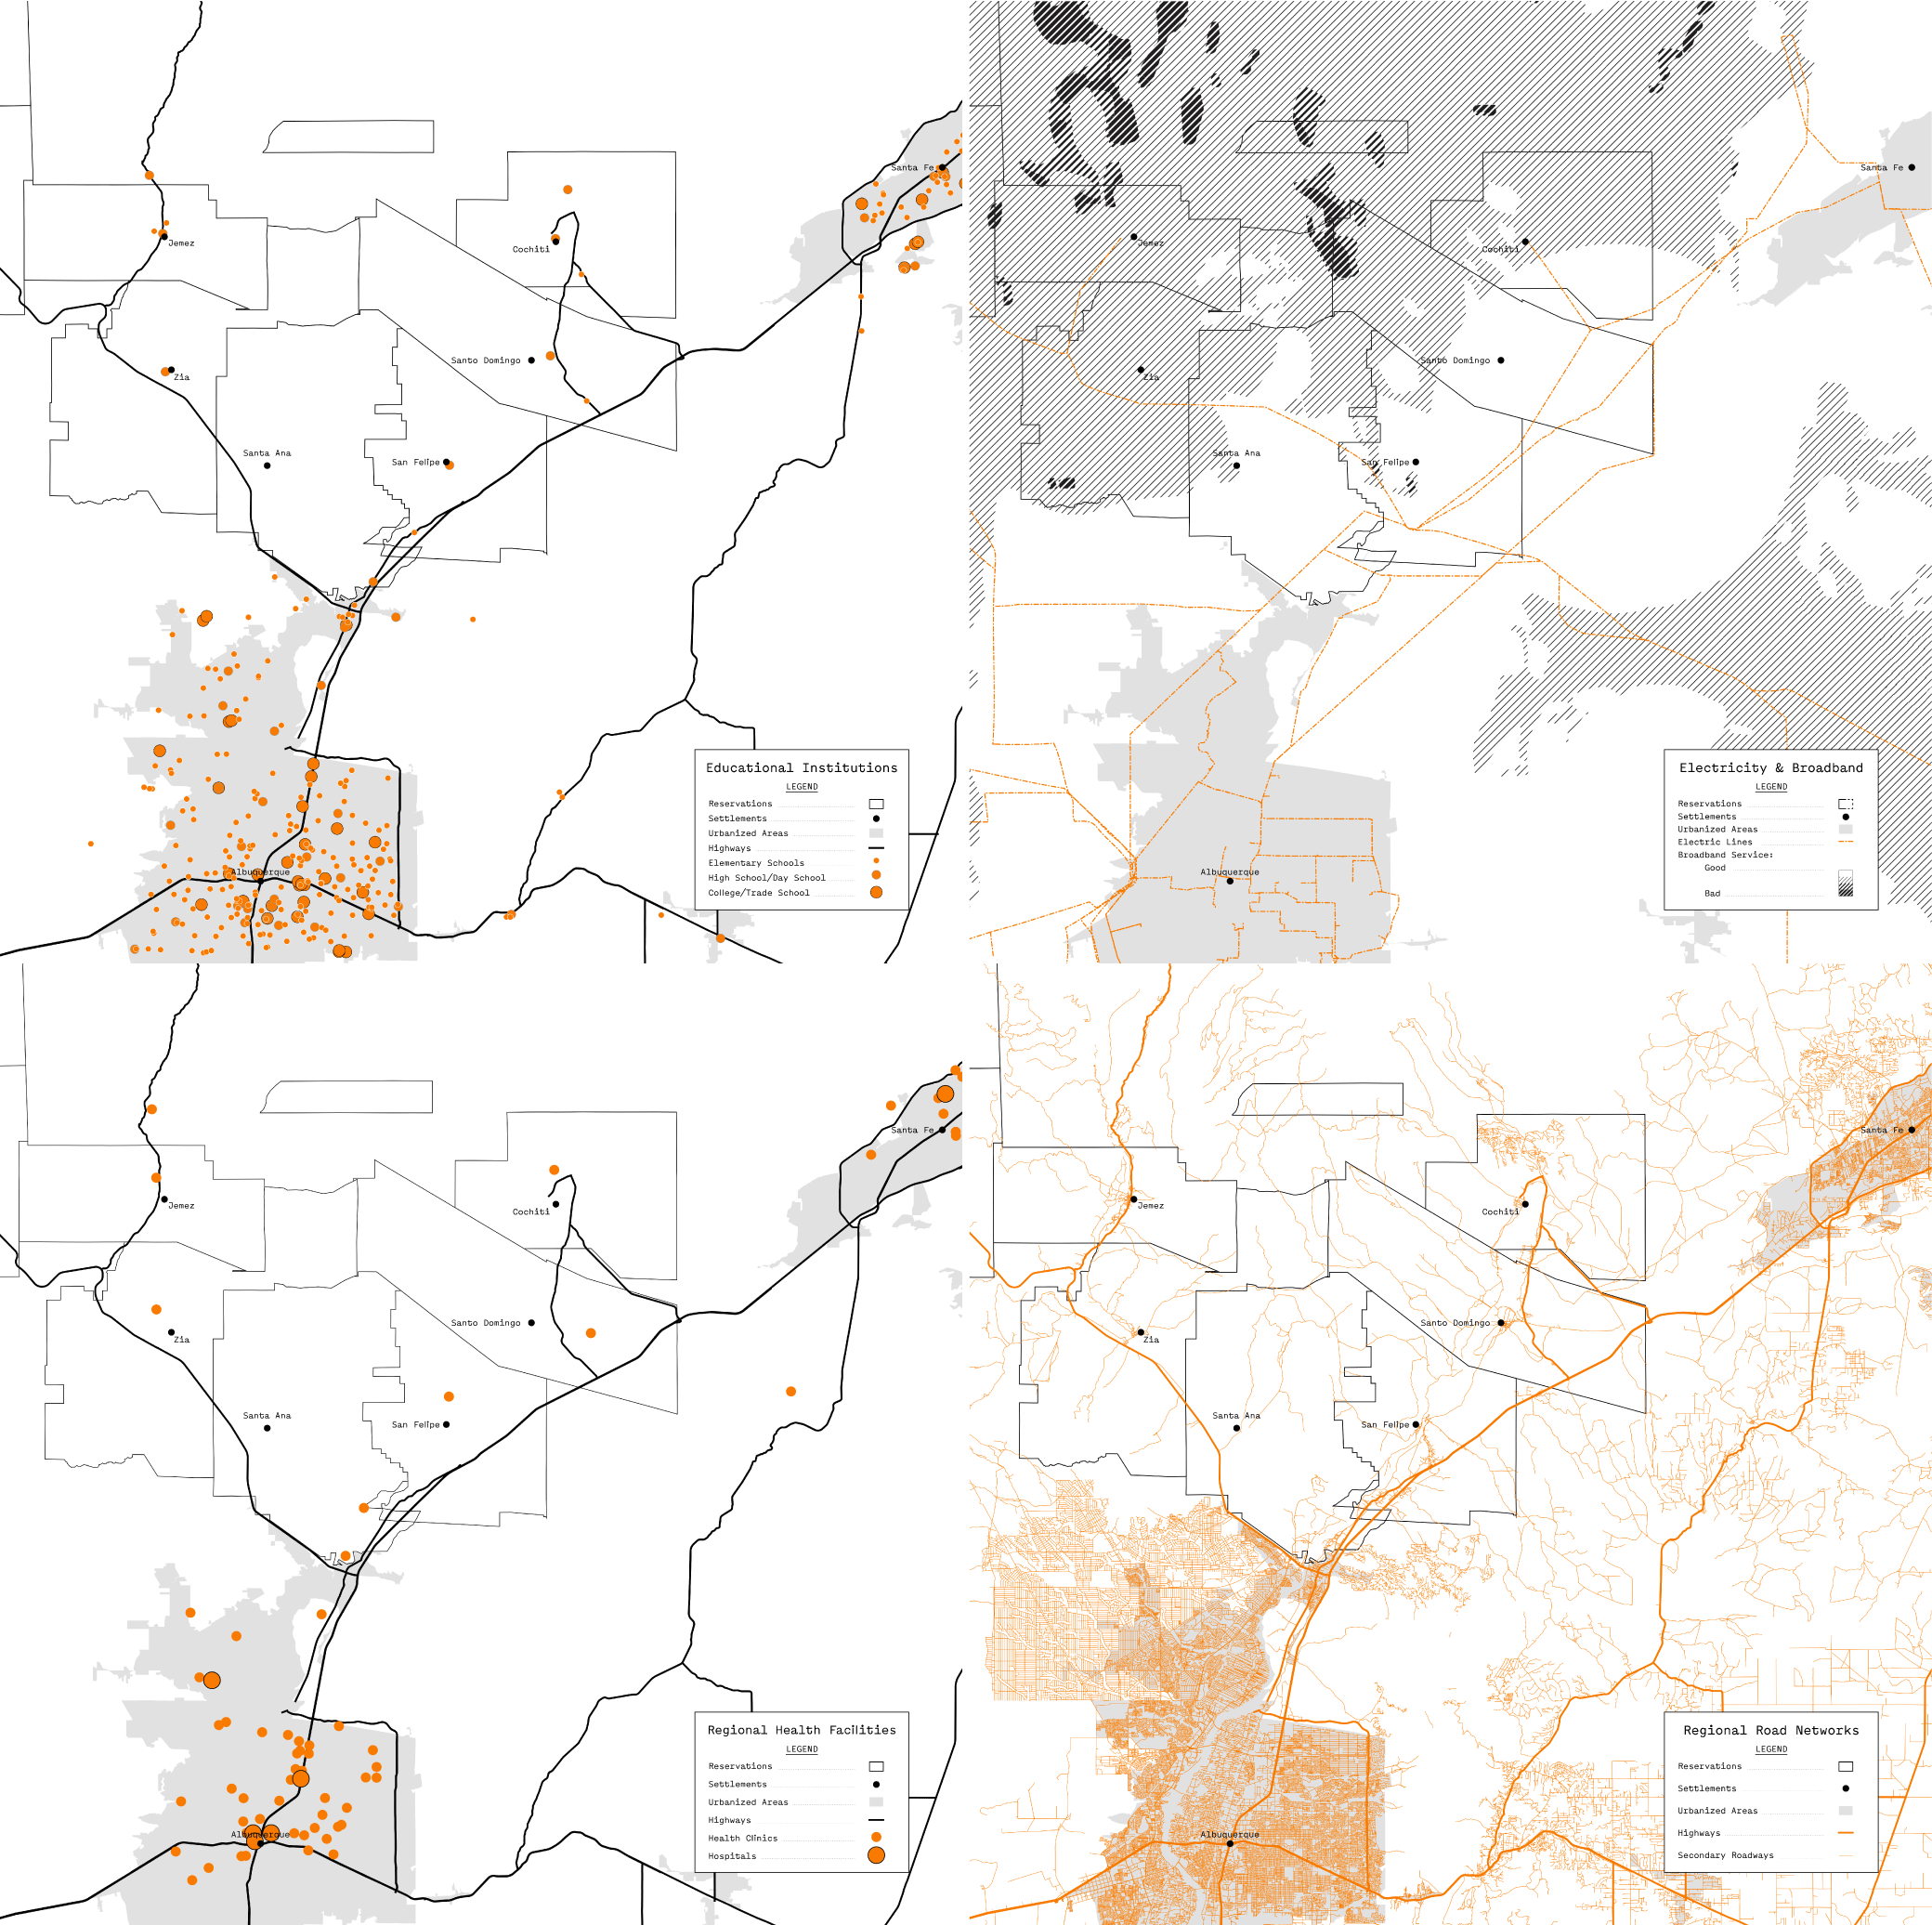 Santa Fe
Jemez
Cochiti
Santo Domingo
Zia
Santa Ana
San Felipe
Albuquerque
Educational Institutions
LEGEND
Reservations
Settlements
Urbanized Areas
Highways
Elementary Schools
High School/Day School
College/Trade School
Santa Fe
Jemez
Cochiti
Santo Domingo
Zia
Santa Ana
San Felipe
Albuquerque
Electricity & Broadband
LEGEND
Reservations
Settlements
Urbanized Areas
Electric Lines
Broadband Service:
Good
Bad
Santa Fe
Jemez
Cochiti
Santo Domingo
Zia
Santa Ana
San Felipe
Albuquerque
Regional Health Facilities
LEGEND
Reservations
Settlements
Urbanized Areas
Highways
Health Clinics
Hospitals
Santa Fe
Jemez
Cochiti
Santo Domingo
Zia
Santa Ana
San Felipe
Albuquerque
Regional Road Networks
LEGEND
Reservations
Settlements
Urbanized Areas
Highways
Secondary Roadways